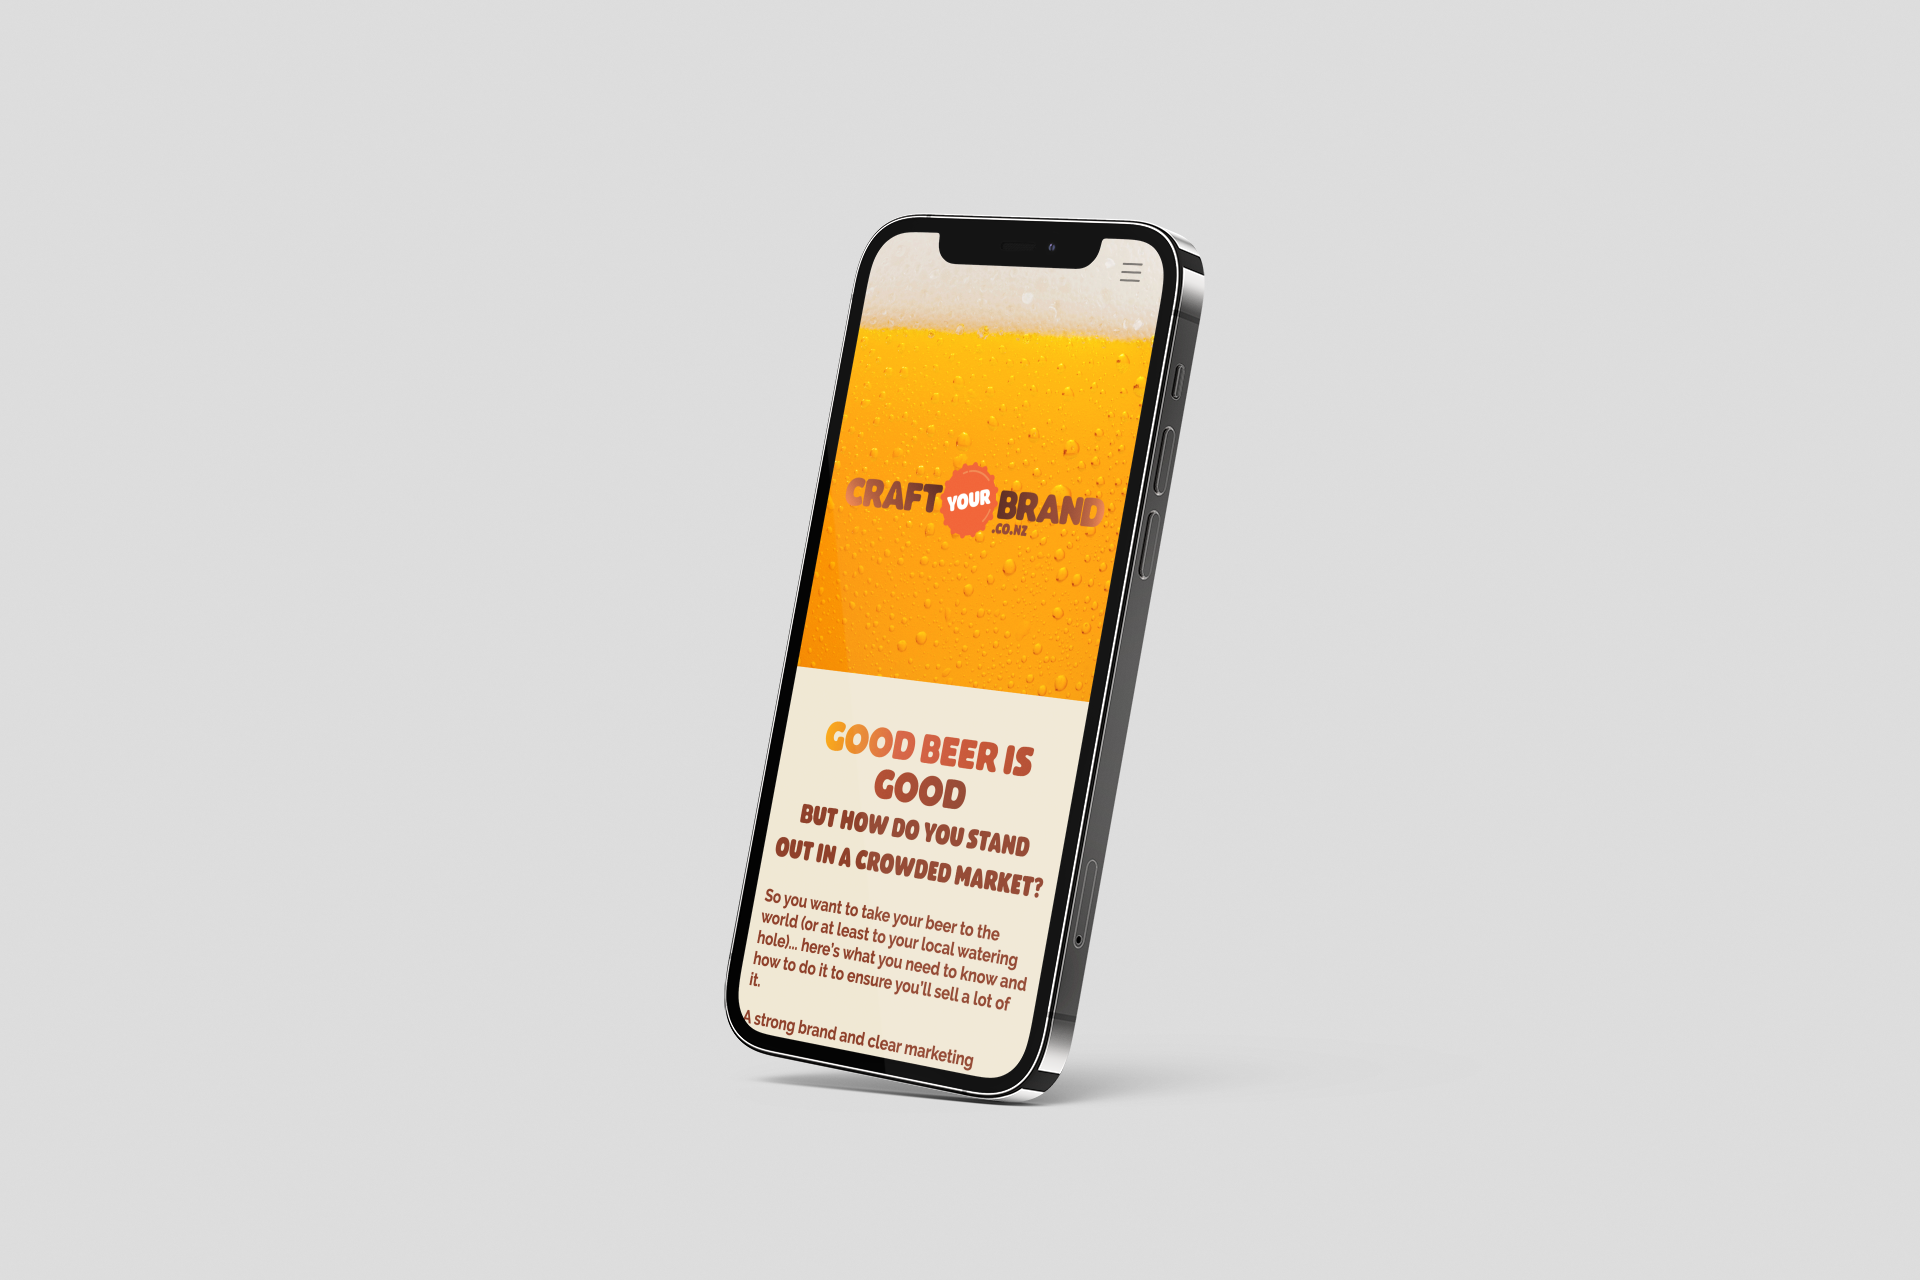 CRAFT YOUR BRAND
.CO.NZ
GOOD BEER IS
GOOD
BUT HOW DO YOU STAND
OUT IN A CROWDED MARKET?
So you want to take your beer to the
world (or at least to your local watering
hole)... here's what you need to know and
how to do it to ensure you'll sell a lot of
it.
A strong brand and clear marketing